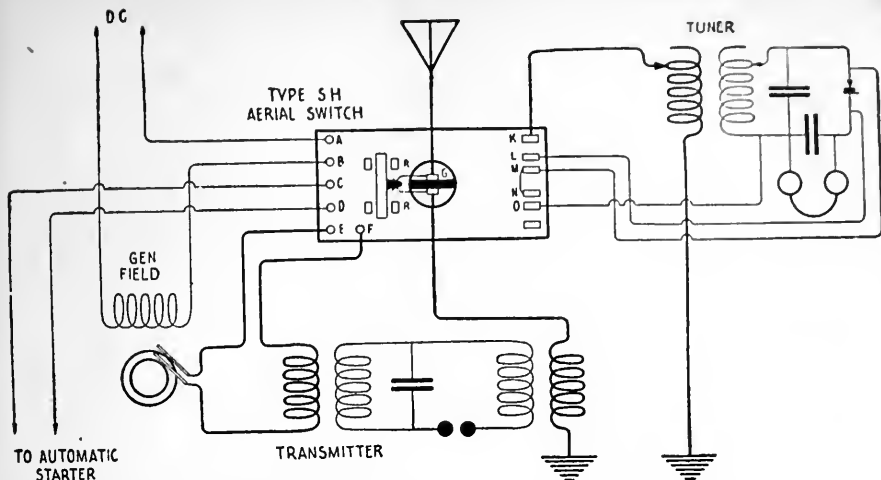 DC
TUNER
TYPE SH
AERIAL SWITCH
A
K
B
R
G
L
M
C
N
D
R
O
E
F
GEN
FIELD
TRANSMITTER
TO AUTOMATIC
STARTER